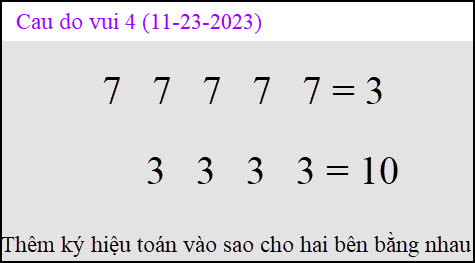 Cau do vui 4 (11-23-2023)
7 7 7 7 7 = 3
3 3 3 3 = 10
Thêm ký hiệu toán vào sao cho hai bên bằng nhau